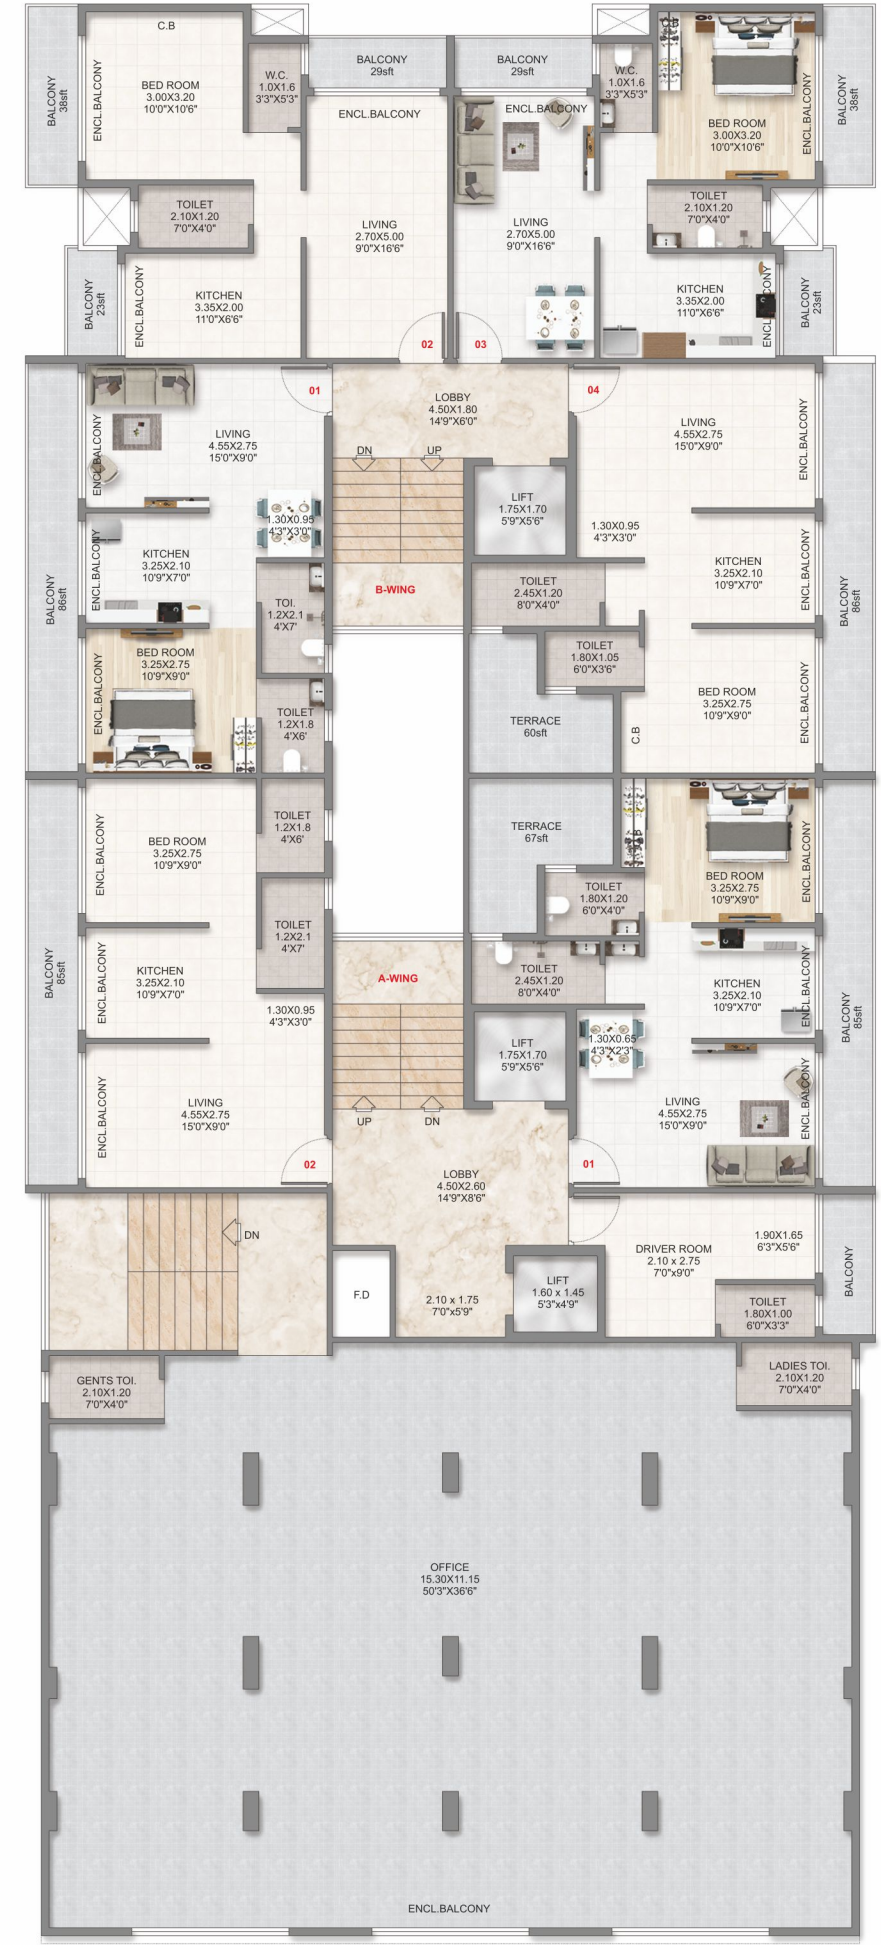 C.B
BALCONY
38sft
ENCL.BALCONY
BED ROOM
3.00X3.20
10'0"X10'6"
W.C.
1.0X1.6
3'3"X5'3"
BALCONY
29sft
ENCL.BALCONY
BALCONY
29sft
ENCL.BALCONY
W.C.
1.0X1.6
3'3"X5'3"
BED ROOM
3.00X3.20
10'0"X10'6"
ENCL.BALCONY
BALCONY
38sft
TOILET
2.10X1.20
7'0"X4'0"
LIVING
2.70X5.00
9'0"X16'6"
LIVING
2.70X5.00
9'0"X16'6"
TOILET
2.10X1.20
7'0"X4'0"
BALCONY
23sft
ENCL.BALCONY
KITCHEN
3.35X2.00
11'0"X6'6"
KITCHEN
3.35X2.00
11'0"X6'6"
ENCL.BALCONY
BALCONY
23sft
02
03
01
04
LOBBY
4.50X1.80
14'9"X6'0"
ENCL.BALCONY
LIVING
4.55X2.75
15'0"X9'0"
LIVING
4.55X2.75
15'0"X9'0"
ENCL.BALCONY
DN
UP
LIFT
1.75X1.70
5'9"X5'6"
1.30X0.95
4'3"X3'0"
1.30X0.95
4'3"X3'0"
BALCONY
86sft
ENCL.BALCONY
KITCHEN
3.25X2.10
10'9"X7'0"
KITCHEN
3.25X2.10
10'9"X7'0"
ENCL.BALCONY
BALCONY
86sft
B-WING
TOI.
1.2X2.1
4'X7'
TOILET
2.45X1.20
8'0"X4'0"
TOILET
1.80X1.05
6'0"X3'6"
ENCL.BALCONY
BED ROOM
3.25X2.75
10'9"X9'0"
TOILET
1.2X1.8
4'X6'
TERRACE
60sft
C.B
BED ROOM
3.25X2.75
10'9"X9'0"
ENCL.BALCONY
ENCL.BALCONY
BED ROOM
3.25X2.75
10'9"X9'0"
TOILET
1.2X1.8
4'X6'
TERRACE
67sft
BED ROOM
3.25X2.75
10'9"X9'0"
ENCL.BALCONY
TOILET
1.80X1.20
6'0"X4'0"
TOILET
1.2X2.1
4'X7'
BALCONY
85sft
ENCL.BALCONY
KITCHEN
3.25X2.10
10'9"X7'0"
A-WING
TOILET
2.45X1.20
8'0"X4'0"
KITCHEN
3.25X2.10
10'9"X7'0"
ENCL.BALCONY
BALCONY
85sft
1.30X0.95
4'3"X3'0"
LIFT
1.75X1.70
5'9"X5'6"
1.30X0.65
4'3"X2'3"
ENCL.BALCONY
LIVING
4.55X2.75
15'0"X9'0"
UP
DN
LIVING
4.55X2.75
15'0"X9'0"
ENCL.BALCONY
02
01
LOBBY
4.50X2.60
14'9"X8'6"
DN
DRIVER ROOM
2.10 x 2.75
7'0"x9'0"
1.90X1.65
6'3"X5'6"
BALCONY
F.D
2.10 x 1.75
7'0"x5'9"
LIFT
1.60 x 1.45
5'3"x4'9"
TOILET
1.80X1.00
6'0"X3'3"
GENTS TOI.
2.10X1.20
7'0"X4'0"
LADIES TOI.
2.10X1.20
7'0"X4'0"
OFFICE
15.30X11.15
50'3"X36'6"
ENCL.BALCONY